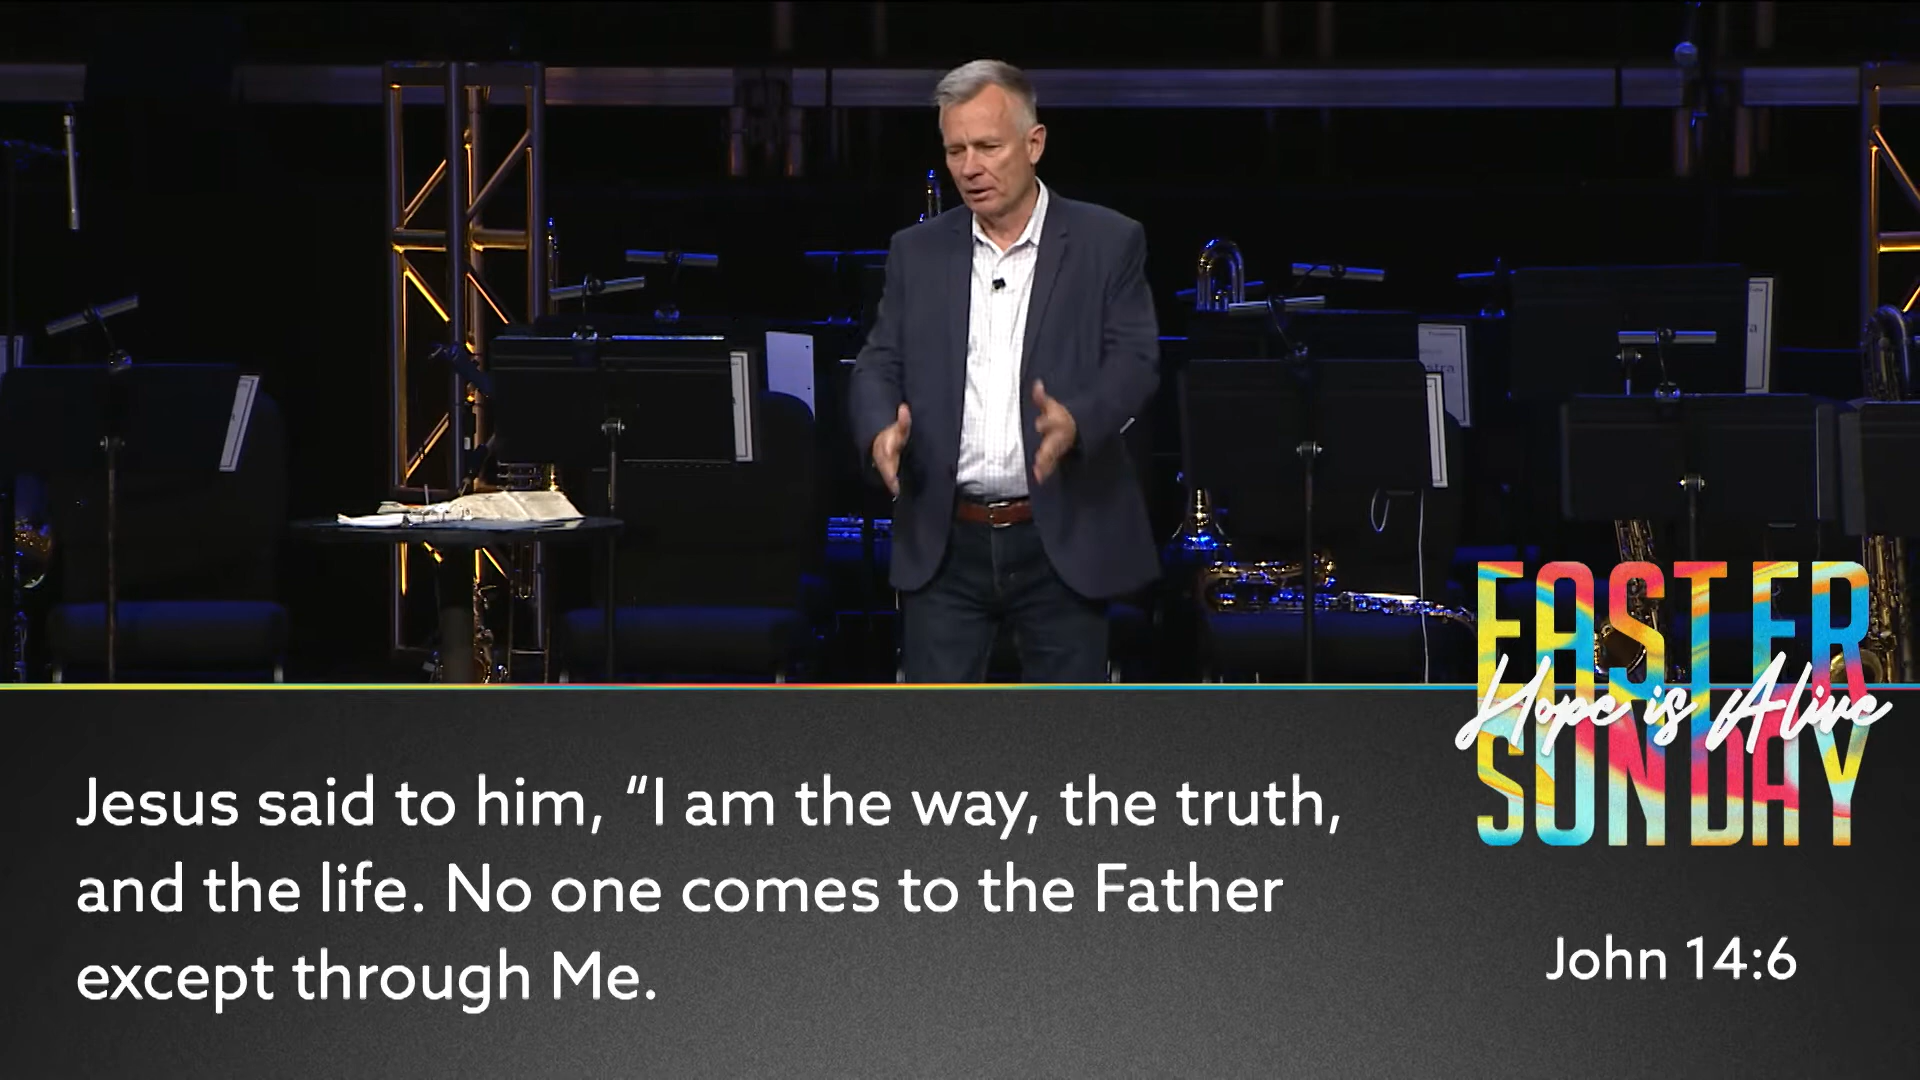 EASTER
Hope is Alive
SUNDAY
Jesus said to him, “I am the way, the truth,
and the life. No one comes to the Father
except through Me.
John 14:6